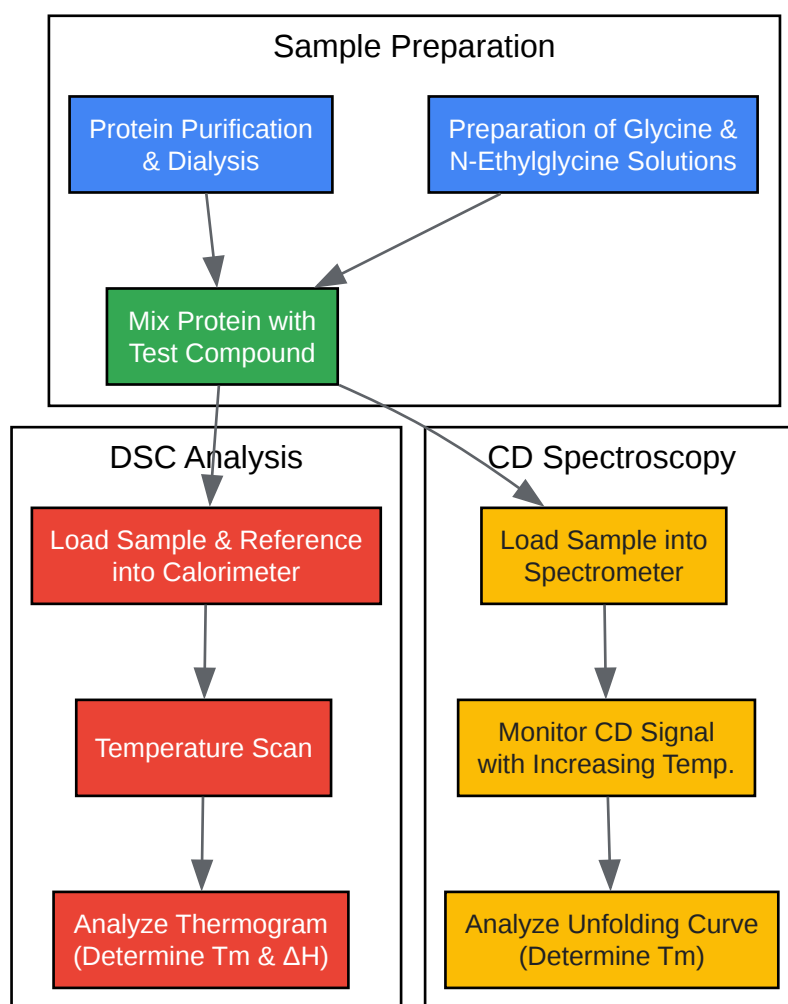 Sample Preparation
Protein Purification
& Dialysis
Preparation of Glycine &
N-Ethylglycine Solutions
Mix Protein with
Test Compound
DSC Analysis
Load Sample & Reference
into Calorimeter
Temperature Scan
Analyze Thermogram
(Determine Tm & ΔH)
CD Spectroscopy
Load Sample into
Spectrometer
Monitor CD Signal
with Increasing Temp.
Analyze Unfolding Curve
(Determine Tm)